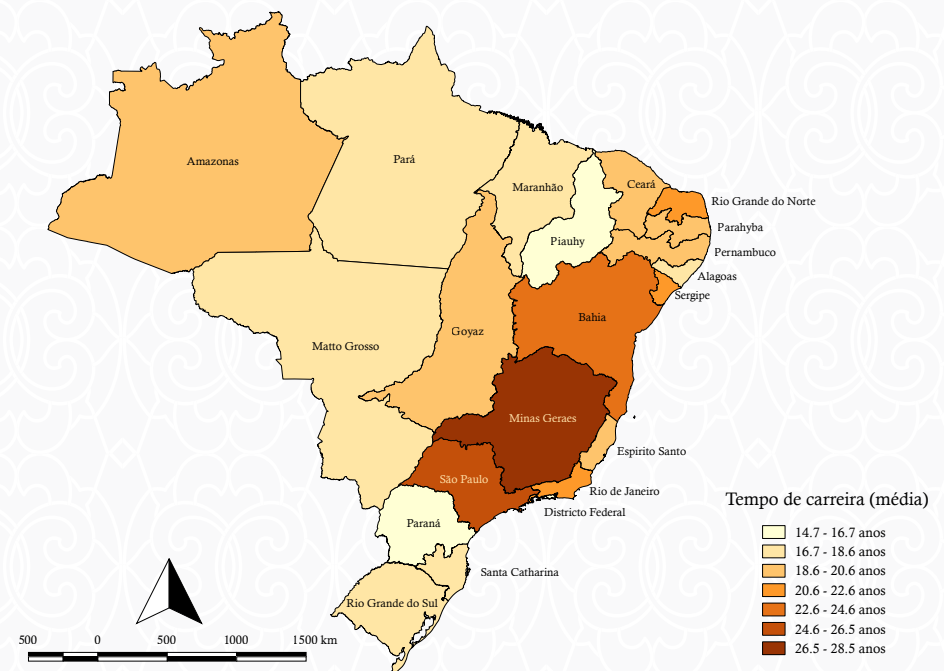 Amazonas
Pará
Maranhão
Ceará
Rio Grande do Norte
Parahyba
Piauhy
Pernambuco
Alagoas
Sergipe
Bahia
Goyaz
Matto Grosso
Minas Geraes
Espirito Santo
São Paulo
Rio de Janeiro
Districto Federal
Paraná
Santa Catharina
Rio Grande do Sul
Tempo de carreira (média)
14.7 - 16.7 anos
16.7 - 18.6 anos
18.6 - 20.6 anos
20.6 - 22.6 anos
22.6 - 24.6 anos
24.6 - 26.5 anos
26.5 - 28.5 anos
500 0 500 1000 1500 km